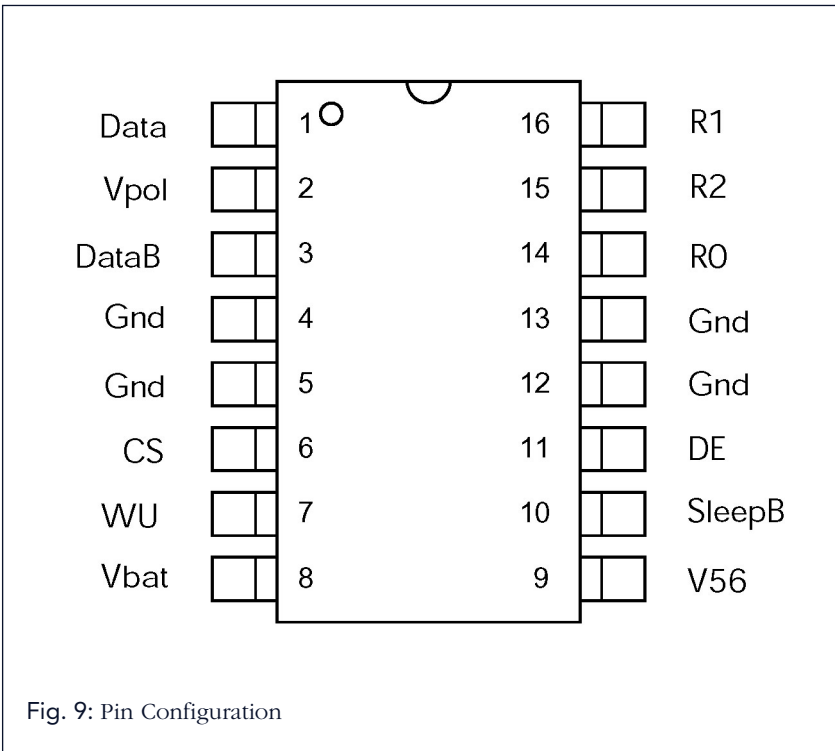 Data 1 16 R1
Vpol 2 15 R2
DataB 3 14 R0
Gnd 4 13 Gnd
Gnd 5 12 Gnd
CS 6 11 DE
WU 7 10 SleepB
Vbat 8 9 V56
Fig. 9: Pin Configuration